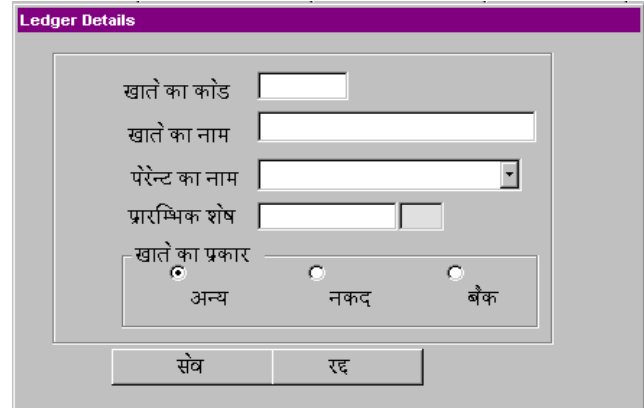 Ledger Details
खाते का कोड
खाते का नाम
पेरेन्ट का नाम
प्रारम्भिक शेष
खाते का प्रकार
अन्य नकद बैंक
सेव रद्द